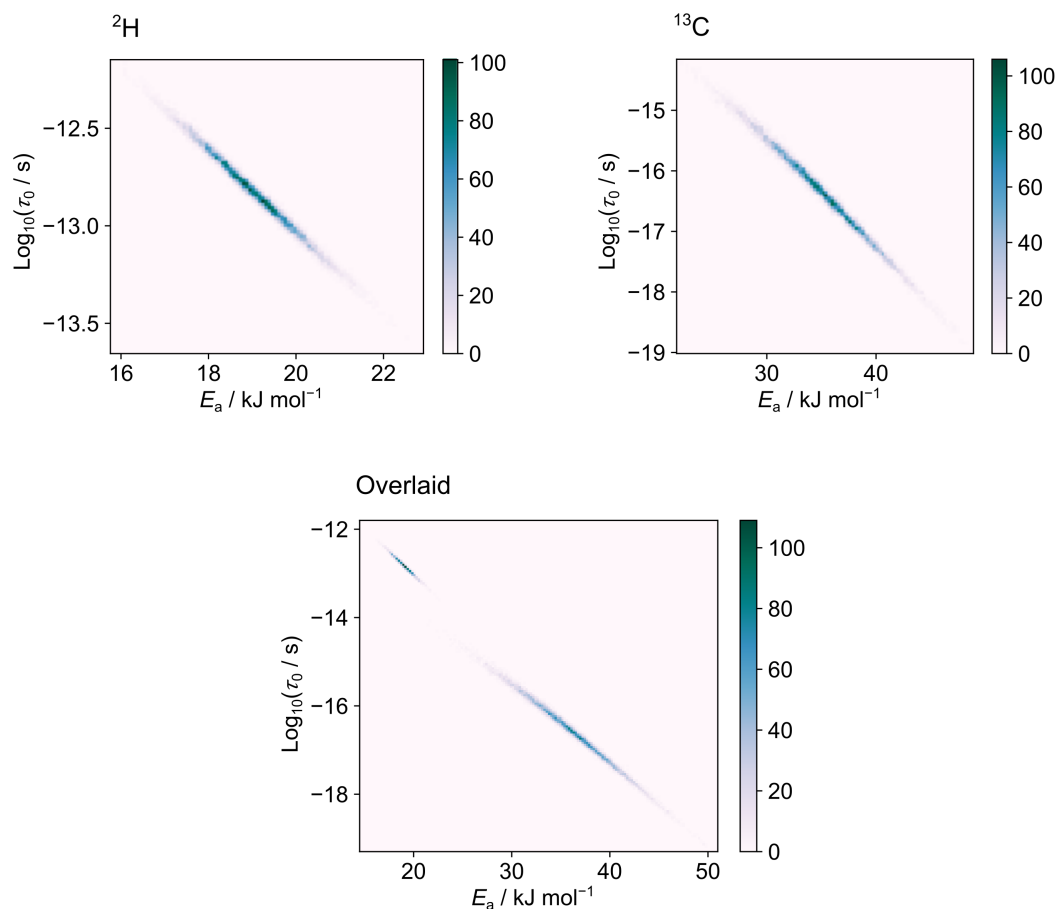 ²H
−12.5
−13.0
−13.5
Log₁₀(τ₀ / s)
16 18 20 22
Eₐ / kJ mol⁻¹
100
80
60
40
20
0
¹³C
−15
−16
−17
−18
−19
Log₁₀(τ₀ / s)
30 40
Eₐ / kJ mol⁻¹
100
80
60
40
20
0
Overlaid
−12
−14
−16
−18
Log₁₀(τ₀ / s)
20 30 40 50
Eₐ / kJ mol⁻¹
100
80
60
40
20
0